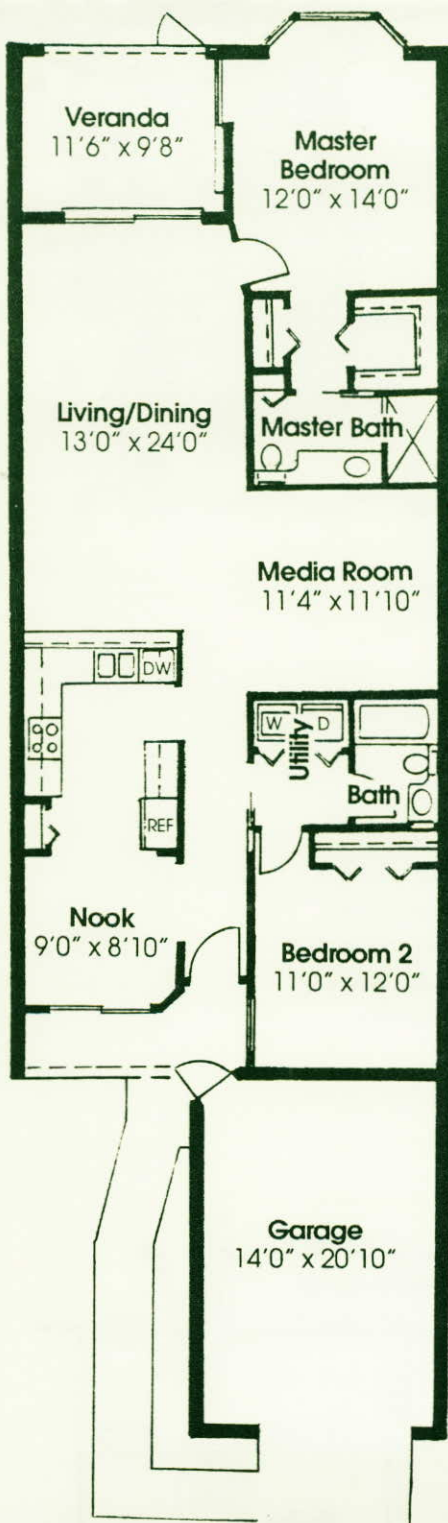 Veranda
11'6" x 9'8"
Master
Bedroom
12'0" x 14'0"
Living/Dining
13'0" x 24'0"
Master Bath
Media Room
11'4" x 11'10"
DW
W
D
Utility
Bath
REF
Nook
9'0" x 8'10"
Bedroom 2
11'0" x 12'0"
Garage
14'0" x 20'10"